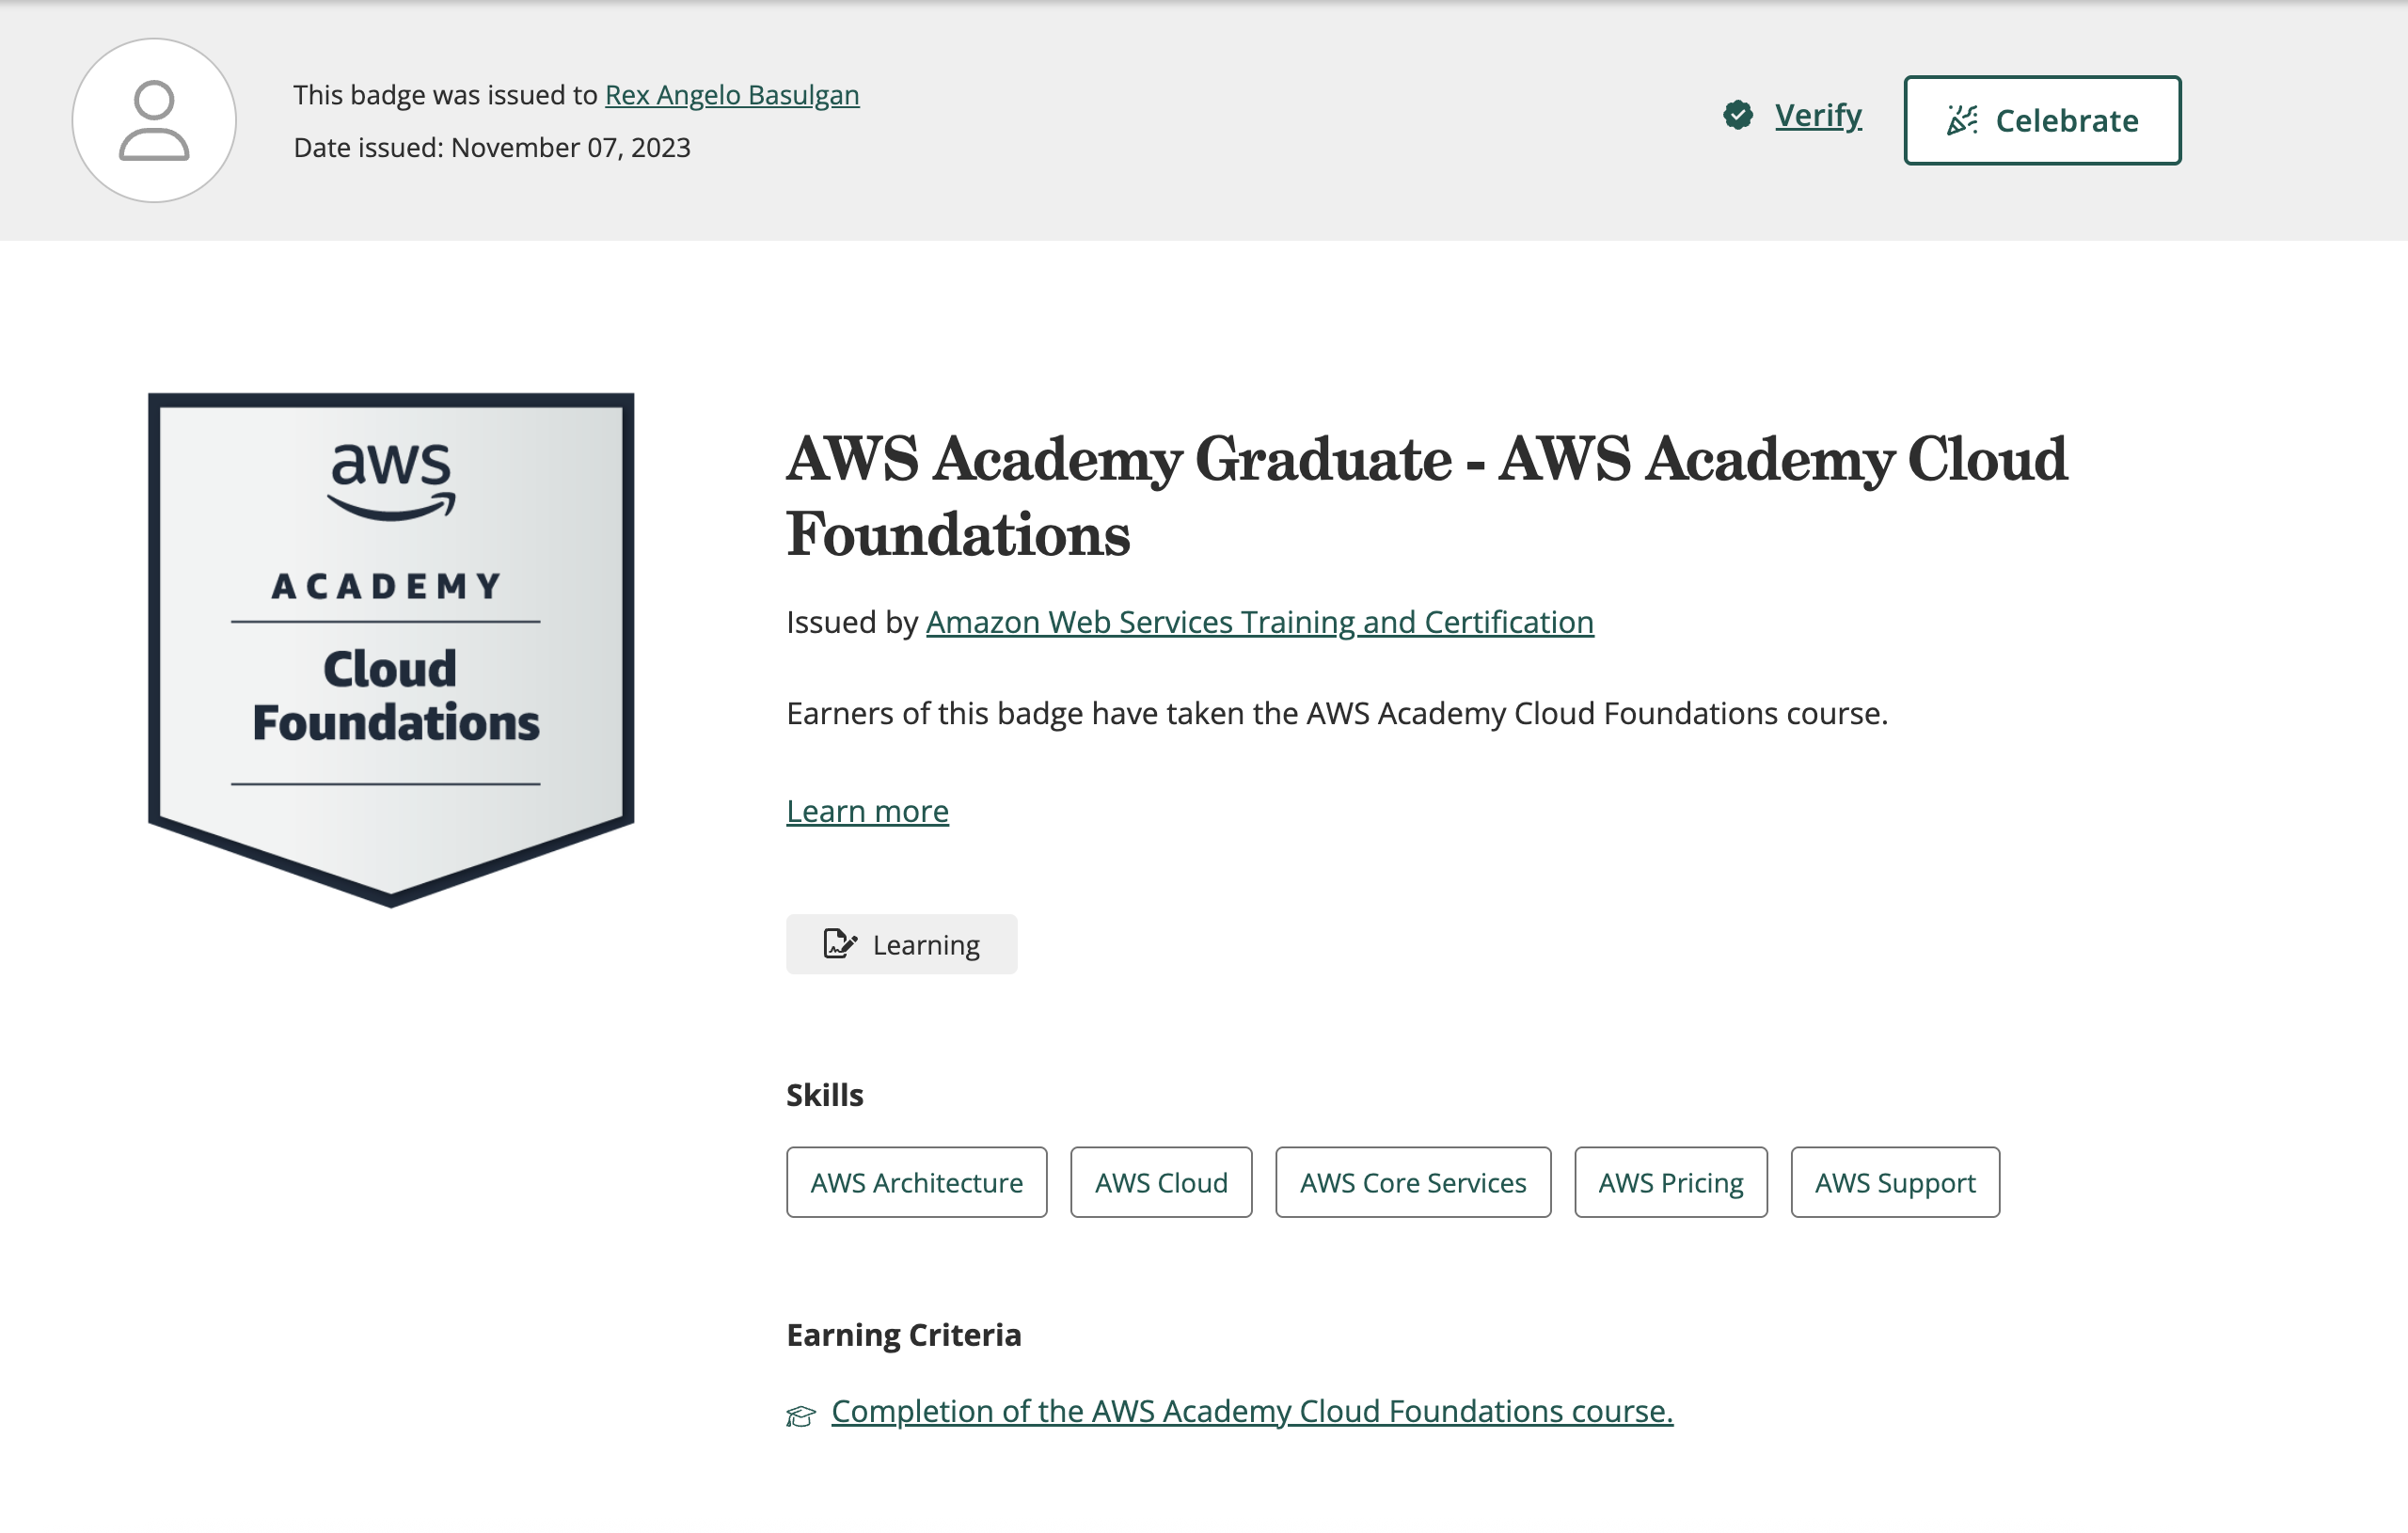 This badge was issued to Rex Angelo Basulgan
Date issued: November 07, 2023
Verify
Celebrate
aws
ACADEMY
Cloud
Foundations
AWS Academy Graduate - AWS Academy Cloud
Foundations
Issued by Amazon Web Services Training and Certification
Earners of this badge have taken the AWS Academy Cloud Foundations course.
Learn more
Learning
Skills
AWS Architecture
AWS Cloud
AWS Core Services
AWS Pricing
AWS Support
Earning Criteria
Completion of the AWS Academy Cloud Foundations course.